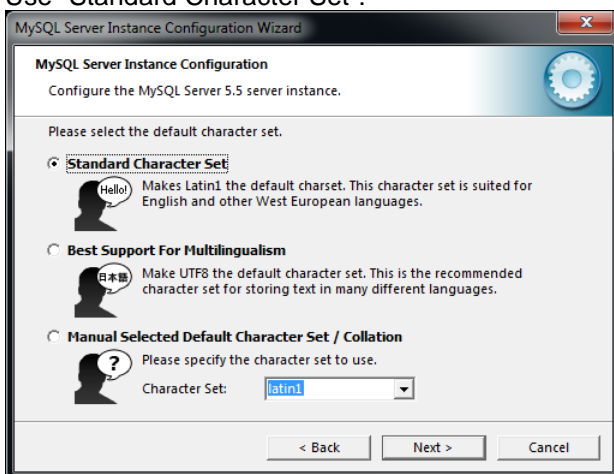 Use "Standard Character Set".
MySQL Server Instance Configuration Wizard
MySQL Server Instance Configuration
Configure the MySQL Server 5.5 server instance.
Please select the default character set.
Standard Character Set
Hello!
Makes Latin1 the default charset. This character set is suited for
English and other West European languages.
Best Support For Multilingualism
日本語
Make UTF8 the default character set. This is the recommended
character set for storing text in many different languages.
Manual Selected Default Character Set / Collation
?
Please specify the character set to use.
Character Set:
latin1
< Back
Next >
Cancel